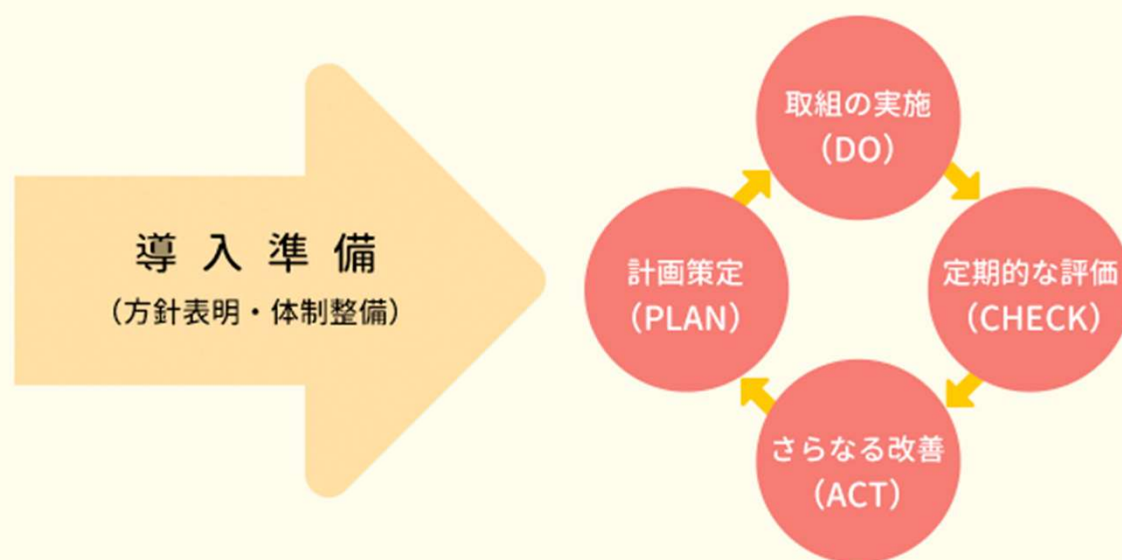 導入準備
（方針表明・体制整備）
取組の実施
（DO）
計画策定
（PLAN）
定期的な評価
（CHECK）
さらなる改善
（ACT）